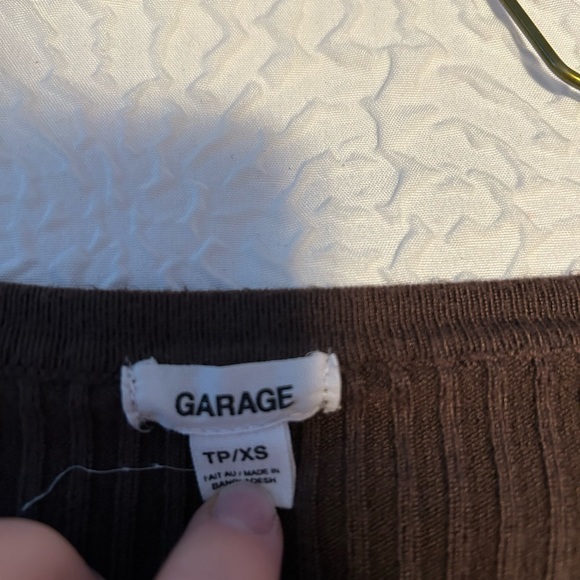 GARAGE
TP/XS
FAIT AU / MADE IN
BANGLADESH